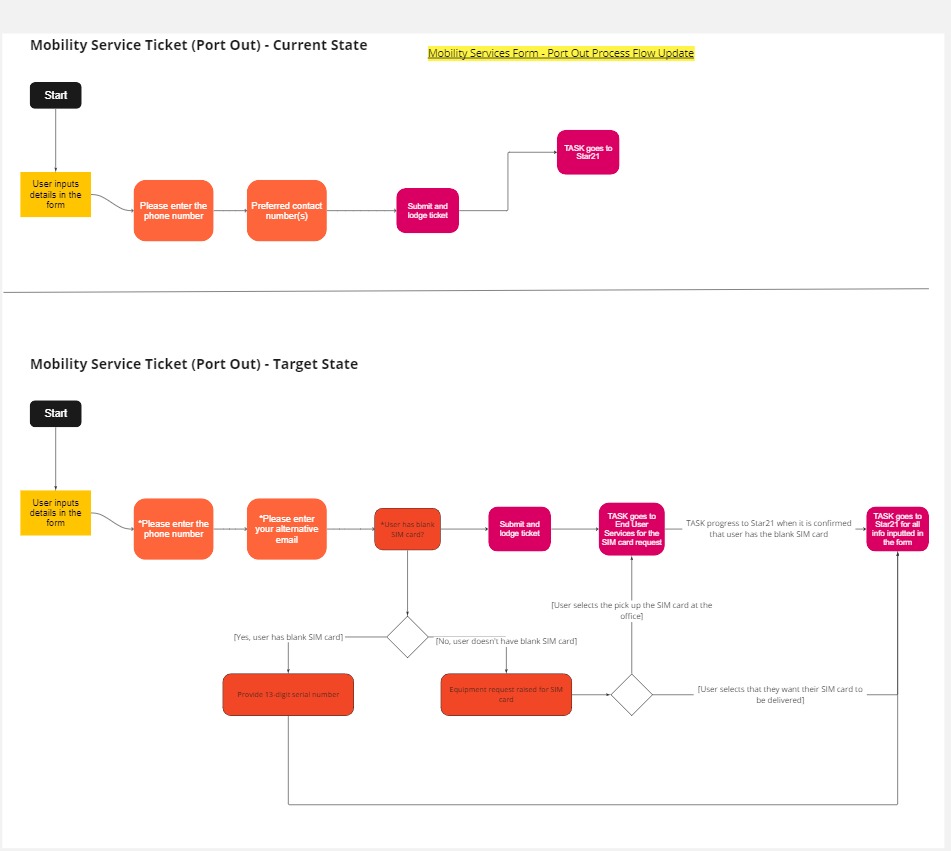 Mobility Service Ticket (Port Out) - Current State
Mobility Services Form - Port Out Process Flow Update
Start
TASK goes to
Star21
User inputs
details in the
form
Please enter the
phone number
Preferred contact
number(s)
Submit and
lodge ticket
Mobility Service Ticket (Port Out) - Target State
Start
User inputs
details in the
form
*Please enter the
phone number
*Please enter
your alternative
email
*User has blank
SIM card?
Submit and
lodge ticket
TASK goes to
End User
Services for the
SIM card request
TASK progress to Star21 when it is confirmed
that user has the blank SIM card
TASK goes to
Star21 for all
info inputted in
the form
[User selects the pick up the SIM card at the
office]
[Yes, user has blank SIM card]
[No, user doesn't have blank SIM card]
Provide 13-digit serial number
Equipment request raised for SIM
card
[User selects that they want their SIM card to
be delivered]